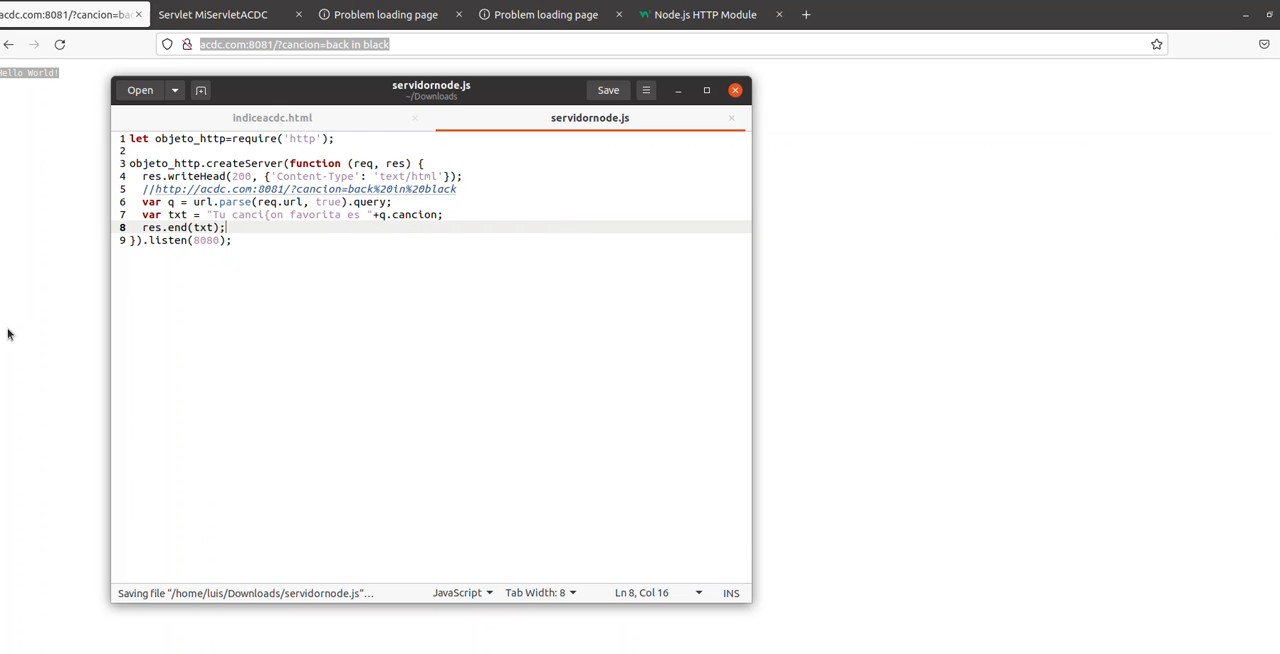 acdc.com:8081/?cancion=bac
Servlet MiServletACDC
Problem loading page
Problem loading page
Node.js HTTP Module
acdc.com:8081/?cancion=back in black
Hello World!
Open
servidornode.js
~/Downloads
Save
indiceacdc.html
servidornode.js
1 let objeto_http=require('http');
2
3 objeto_http.createServer(function (req, res) {
4   res.writeHead(200, {'Content-Type': 'text/html'});
5   //http://acdc.com:8081/?cancion=back%20in%20black
6   var q = url.parse(req.url, true).query;
7   var txt = "Tu canci{on favorita es "+q.cancion;
8   res.end(txt);
9 }).listen(8080);
Saving file "/home/luis/Downloads/servidornode.js"…
JavaScript
Tab Width: 8
Ln 8, Col 16
INS